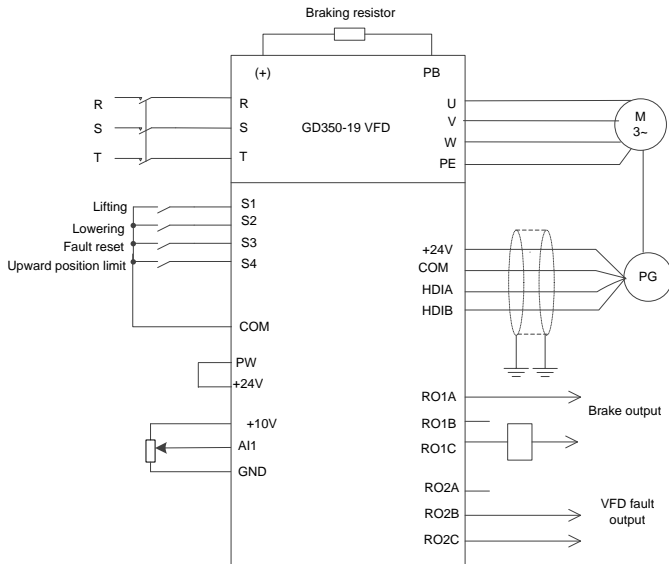 Braking resistor
(+)
PB
R
S
T
R
S
T
GD350-19 VFD
U
V
W
PE
M
3~
Lifting
Lowering
Fault reset
Upward position limit
S1
S2
S3
S4
COM
PW
+24V
+10V
AI1
GND
+24V
COM
HDIA
HDIB
PG
RO1A
RO1B
RO1C
Brake output
RO2A
RO2B
RO2C
VFD fault
output